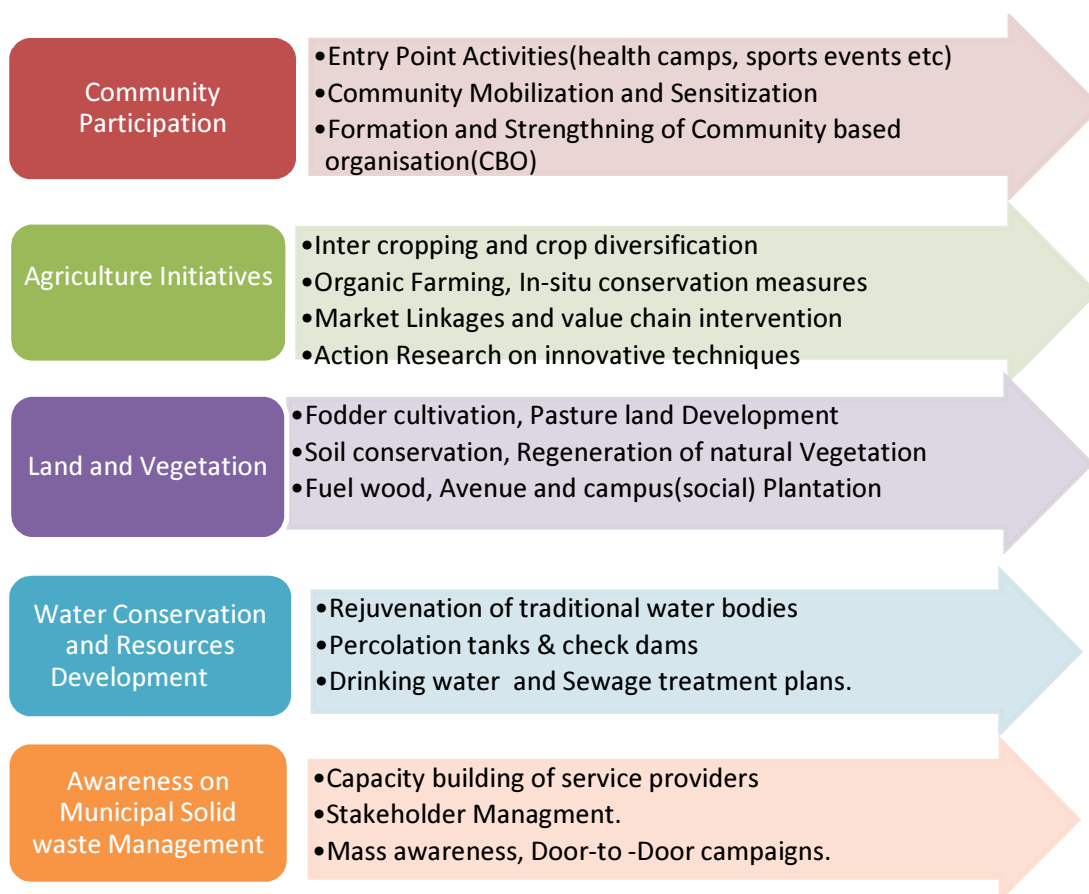 Community
Participation
•Entry Point Activities(health camps, sports events etc)
•Community Mobilization and Sensitization
•Formation and Strengthning of Community based
organisation(CBO)
Agriculture Initiatives
•Inter cropping and crop diversification
•Organic Farming, In-situ conservation measures
•Market Linkages and value chain intervention
•Action Research on innovative techniques
Land and Vegetation
•Fodder cultivation, Pasture land Development
•Soil conservation, Regeneration of natural Vegetation
•Fuel wood, Avenue and campus(social) Plantation
Water Conservation
and Resources
Development
•Rejuvenation of traditional water bodies
•Percolation tanks & check dams
•Drinking water  and Sewage treatment plans.
Awareness on
Municipal Solid
waste Management
•Capacity building of service providers
•Stakeholder Managment.
•Mass awareness, Door-to -Door campaigns.